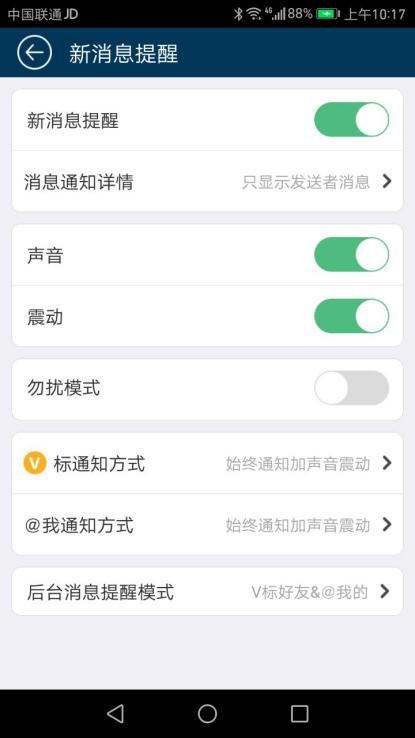 中国联通JD 4G 88% 上午10:17
新消息提醒
新消息提醒
消息通知详情 只显示发送者消息
声音
震动
勿扰模式
V 标通知方式 始终通知加声音震动
@我通知方式 始终通知加声音震动
后台消息提醒模式 V标好友&@我的